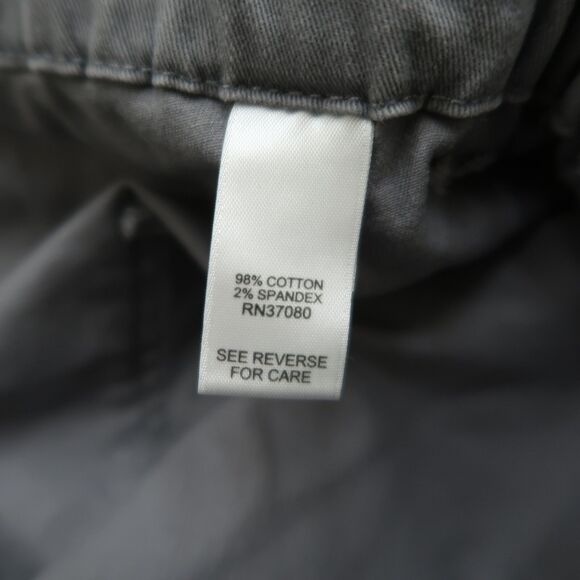 98% COTTON
2% SPANDEX
RN37080
SEE REVERSE
FOR CARE